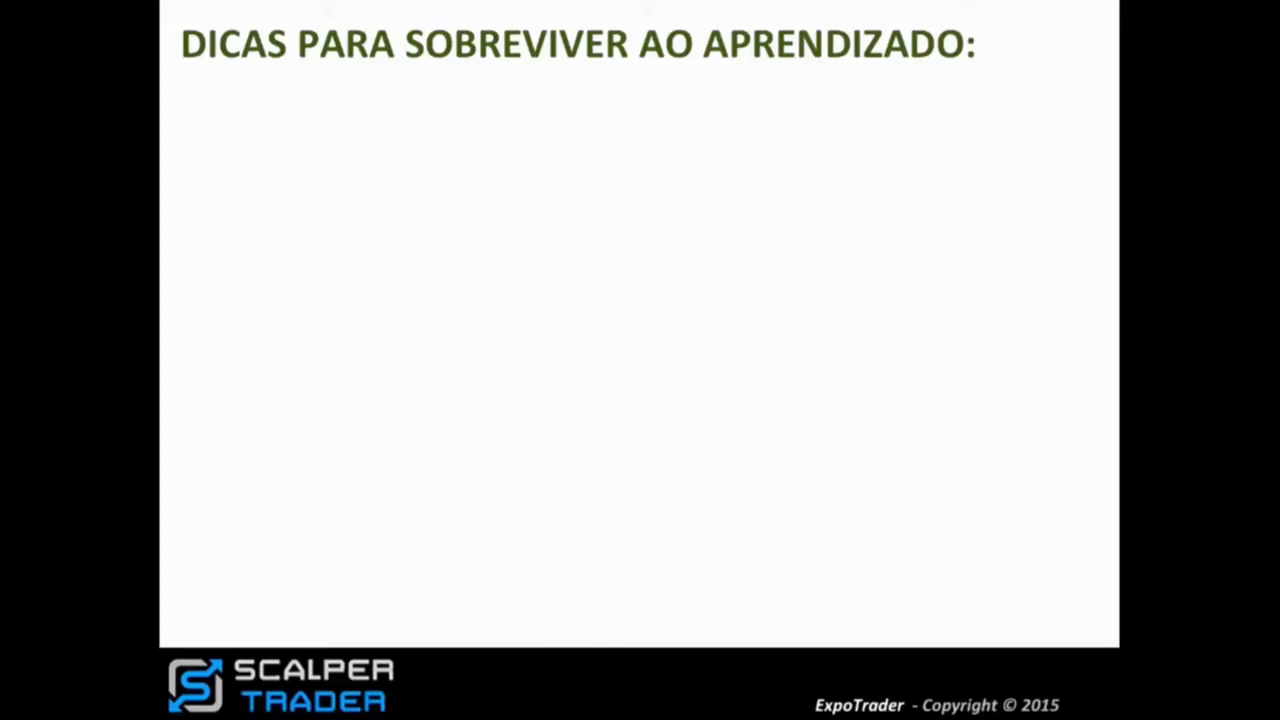 DICAS PARA SOBREVIVER AO APRENDIZADO:
SCALPER
TRADER
ExpoTrader - Copyright © 2015